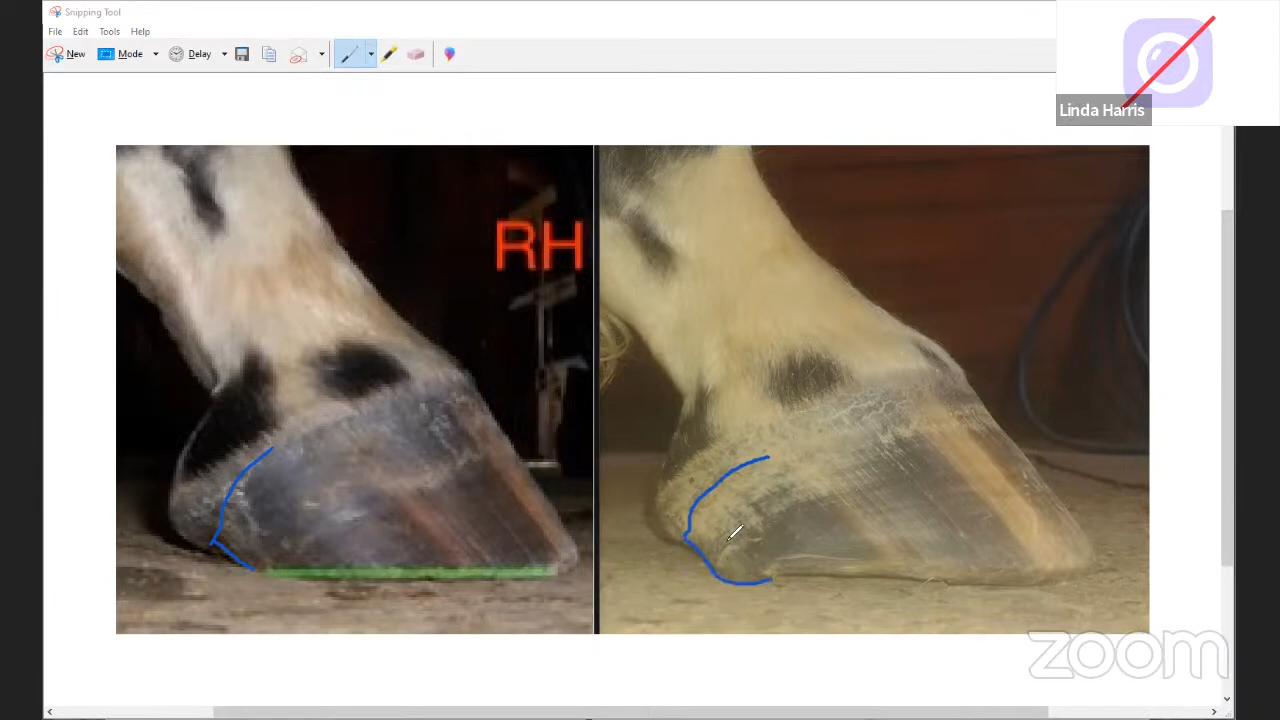 Snipping Tool
File Edit Tools Help
New Mode Delay
Linda Harris
RH
zoom